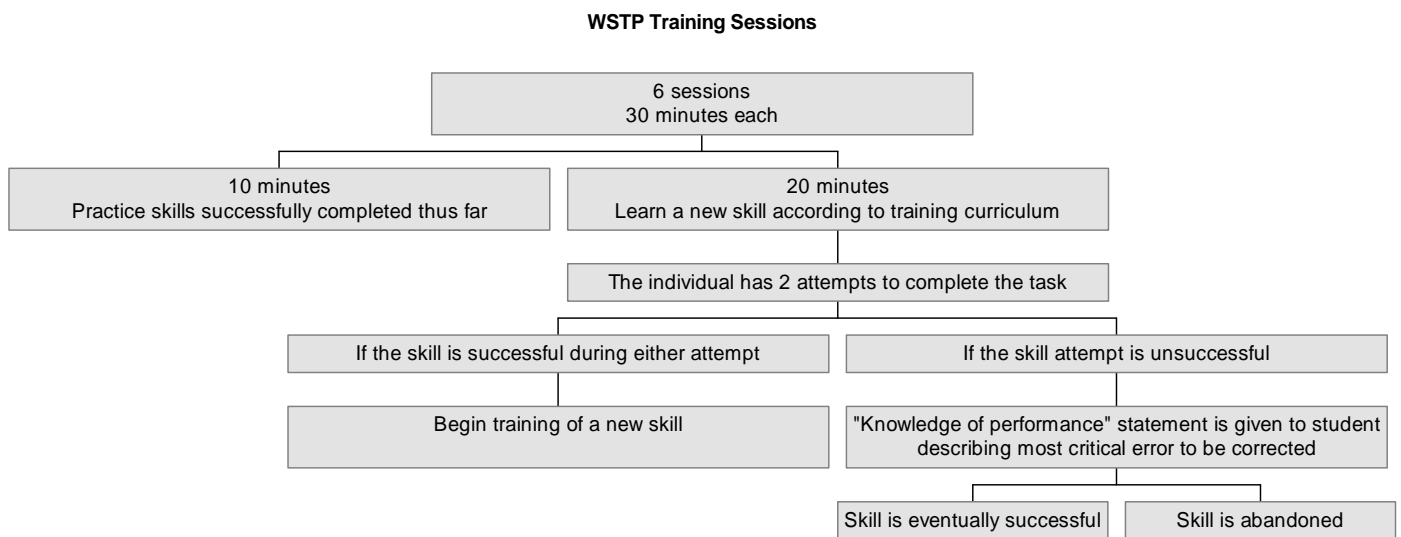 WSTP Training Sessions
6 sessions
30 minutes each
10 minutes
Practice skills successfully completed thus far
20 minutes
Learn a new skill according to training curriculum
The individual has 2 attempts to complete the task
If the skill is successful during either attempt
If the skill attempt is unsuccessful
Begin training of a new skill
"Knowledge of performance" statement is given to student
describing most critical error to be corrected
Skill is eventually successful
Skill is abandoned